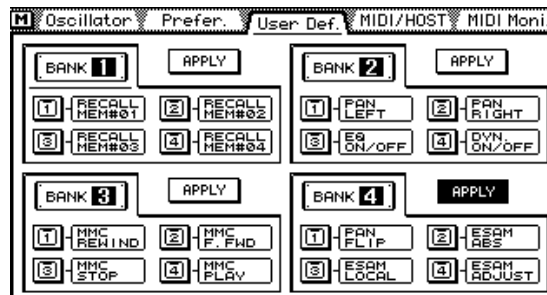 M Oscillator Prefer. User Def. MIDI/HOST MIDI Moni.
BANK 1 APPLY
1 - RECALL MEM#01 2 - RECALL MEM#02
3 - RECALL MEM#03 4 - RECALL MEM#04
BANK 2 APPLY
1 - PAN LEFT 2 - PAN RIGHT
3 - EQ ON/OFF 4 - DYN. ON/OFF
BANK 3 APPLY
1 - MMC REWIND 2 - MMC F. FWD
3 - MMC STOP 4 - MMC PLAY
BANK 4 APPLY
1 - PAN FLIP 2 - ESAM ABS
3 - ESAM LOCAL 4 - ESAM ADJUST